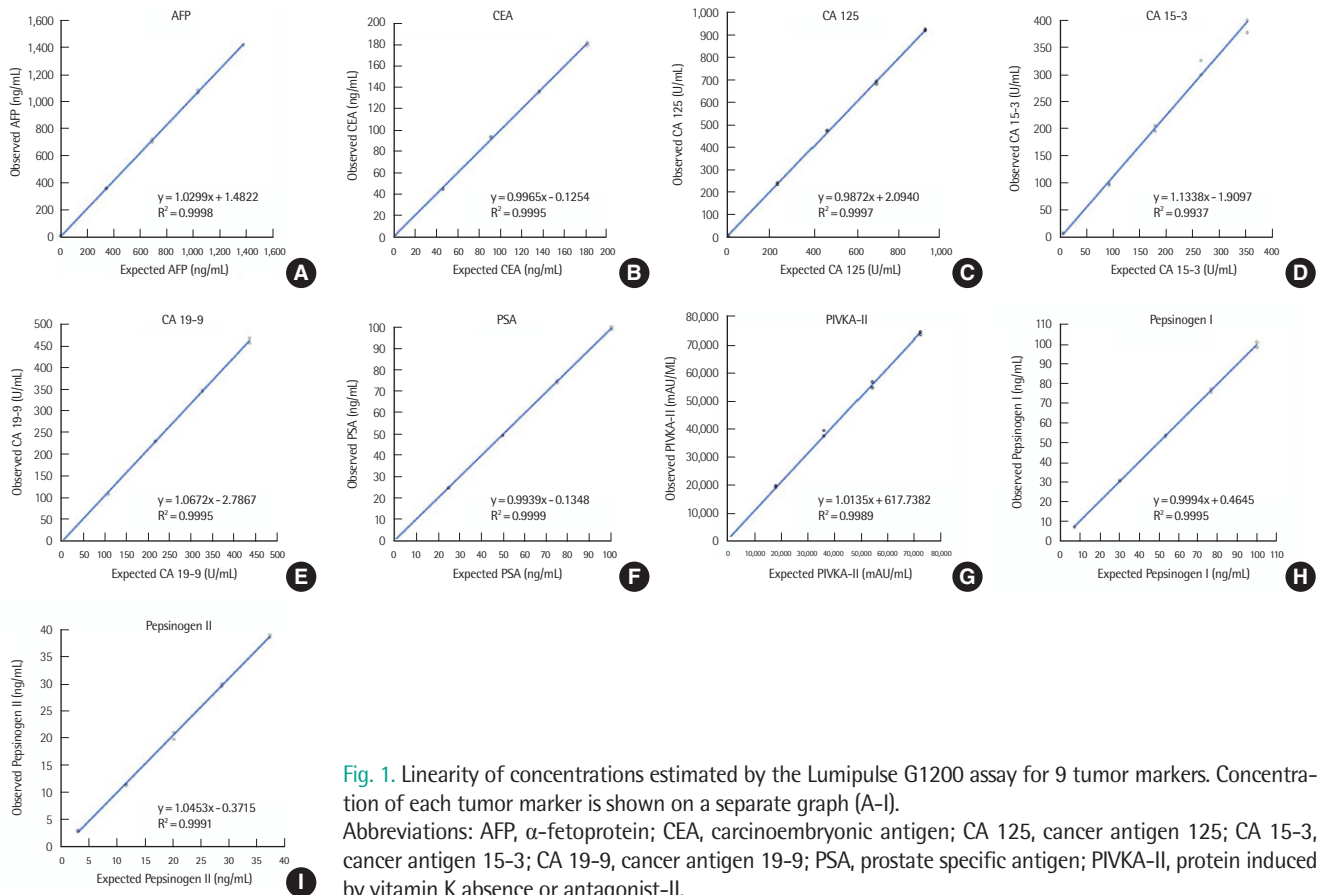 AFP
1,600
1,400
1,200
1,000
800
600
400
200
0
Observed AFP (ng/mL)
y=1.0299x+1.4822
R²=0.9998
0 200 400 600 800 1,000 1,200 1,400 1,600
Expected AFP (ng/mL)
A
CEA
200
180
160
140
120
100
80
60
40
20
0
Observed CEA (ng/mL)
y=0.9965x-0.1254
R²=0.9995
0 20 40 60 80 100 120 140 160 180 200
Expected CEA (ng/mL)
B
CA 125
1,000
900
800
700
600
500
400
300
200
100
0
Observed CA 125 (U/mL)
y=0.9872x+2.0940
R²=0.9997
0 200 400 600 800 1,000
Expected CA 125 (U/mL)
C
CA 15-3
400
350
300
250
200
150
100
50
0
Observed CA 15-3 (U/mL)
y=1.1338x-1.9097
R²=0.9937
0 50 100 150 200 250 300 350 400
Expected CA 15-3 (U/mL)
D
CA 19-9
500
450
400
350
300
250
200
150
100
50
0
Observed CA 19-9 (U/mL)
y=1.0672x-2.7867
R²=0.9995
0 50 100 150 200 250 300 350 400 450 500
Expected CA 19-9 (U/mL)
E
PSA
100
90
80
70
60
50
40
30
20
10
0
Observed PSA (ng/mL)
y=0.9939x-0.1348
R²=0.9999
0 10 20 30 40 50 60 70 80 90 100
Expected PSA (ng/mL)
F
PIVKA-II
80,000
70,000
60,000
50,000
40,000
30,000
20,000
10,000
0
Observed PIVKA-II (mAU/ML)
y=1.0135x+617.7382
R²=0.9989
0 10,000 20,000 30,000 40,000 50,000 60,000 70,000 80,000
Expected PIVKA-II (mAU/mL)
G
Pepsinogen I
110
100
90
80
70
60
50
40
30
20
10
0
Observed Pepsinogen I (ng/mL)
y=0.9994x+0.4645
R²=0.9995
0 10 20 30 40 50 60 70 80 90 100 110
Expected Pepsinogen I (ng/mL)
H
Pepsinogen II
40
35
30
25
20
15
10
5
0
Observed Pepsinogen II (ng/mL)
y=1.0453x-0.3715
R²=0.9991
0 5 10 15 20 25 30 35 40
Expected Pepsinogen II (ng/mL)
I
Fig. 1. Linearity of concentrations estimated by the Lumipulse G1200 assay for 9 tumor markers. Concentra-
tion of each tumor marker is shown on a separate graph (A-I).
Abbreviations: AFP, α-fetoprotein; CEA, carcinoembryonic antigen; CA 125, cancer antigen 125; CA 15-3,
cancer antigen 15-3; CA 19-9, cancer antigen 19-9; PSA, prostate specific antigen; PIVKA-II, protein induced
by vitamin K absence or antagonist-II.